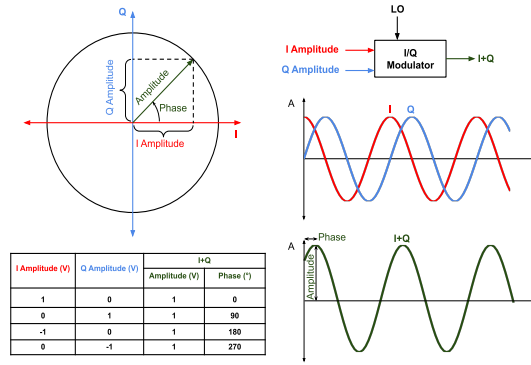 Q
Q Amplitude
Amplitude
Phase
I
I Amplitude
LO
I Amplitude
Q Amplitude
I/Q
Modulator
I+Q
A
I
Q
Phase
A
I+Q
Amplitude
I Amplitude (V) Q Amplitude (V) I+Q
Amplitude (V) Phase (°)
1 0 1 0
0 1 1 90
-1 0 1 180
0 -1 1 270